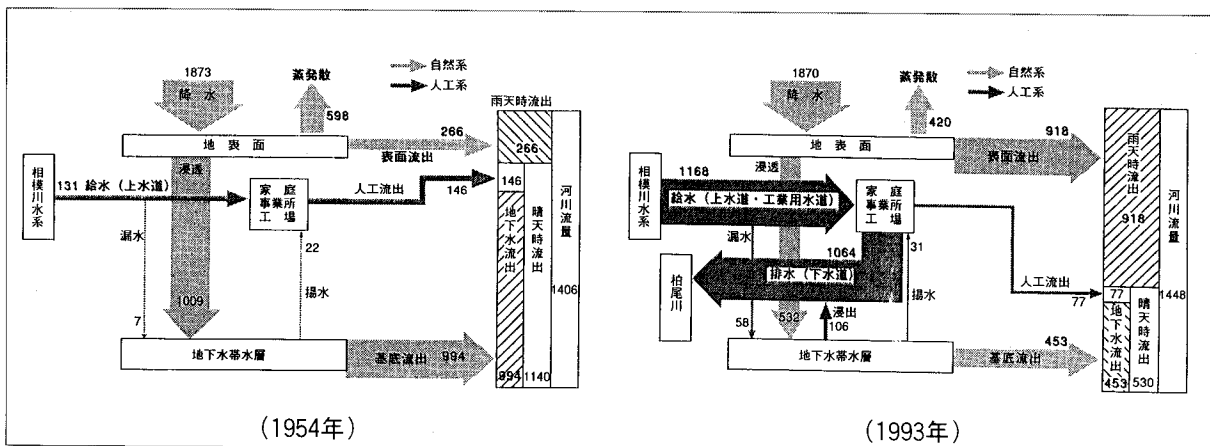 1873
降水
蒸発散
598
自然系
人工系
雨天時流出
地表面
266
表面流出
266
浸透
相模川水系
131 給水（上水道）
家庭
事業所
工場
人工流出
146
146
漏水
22
揚水
地下水流出
晴天時流出
河川流量
1009
7
1406
地下水帯水層
基底流出 994
994
1140
(1954年)
1870
降水
蒸発散
420
自然系
人工系
地表面
918
表面流出
浸透
雨天時流出
918
相模川水系
1168
給水（上水道・工業用水道）
家庭
事業所
工場
漏水
1064
排水（下水道）
柏尾川
31
揚水
人工流出
77
77
地下水流出
晴天時流出
河川流量
1448
58
532
浸出
106
地下水帯水層
453
基底流出
453
530
(1993年)